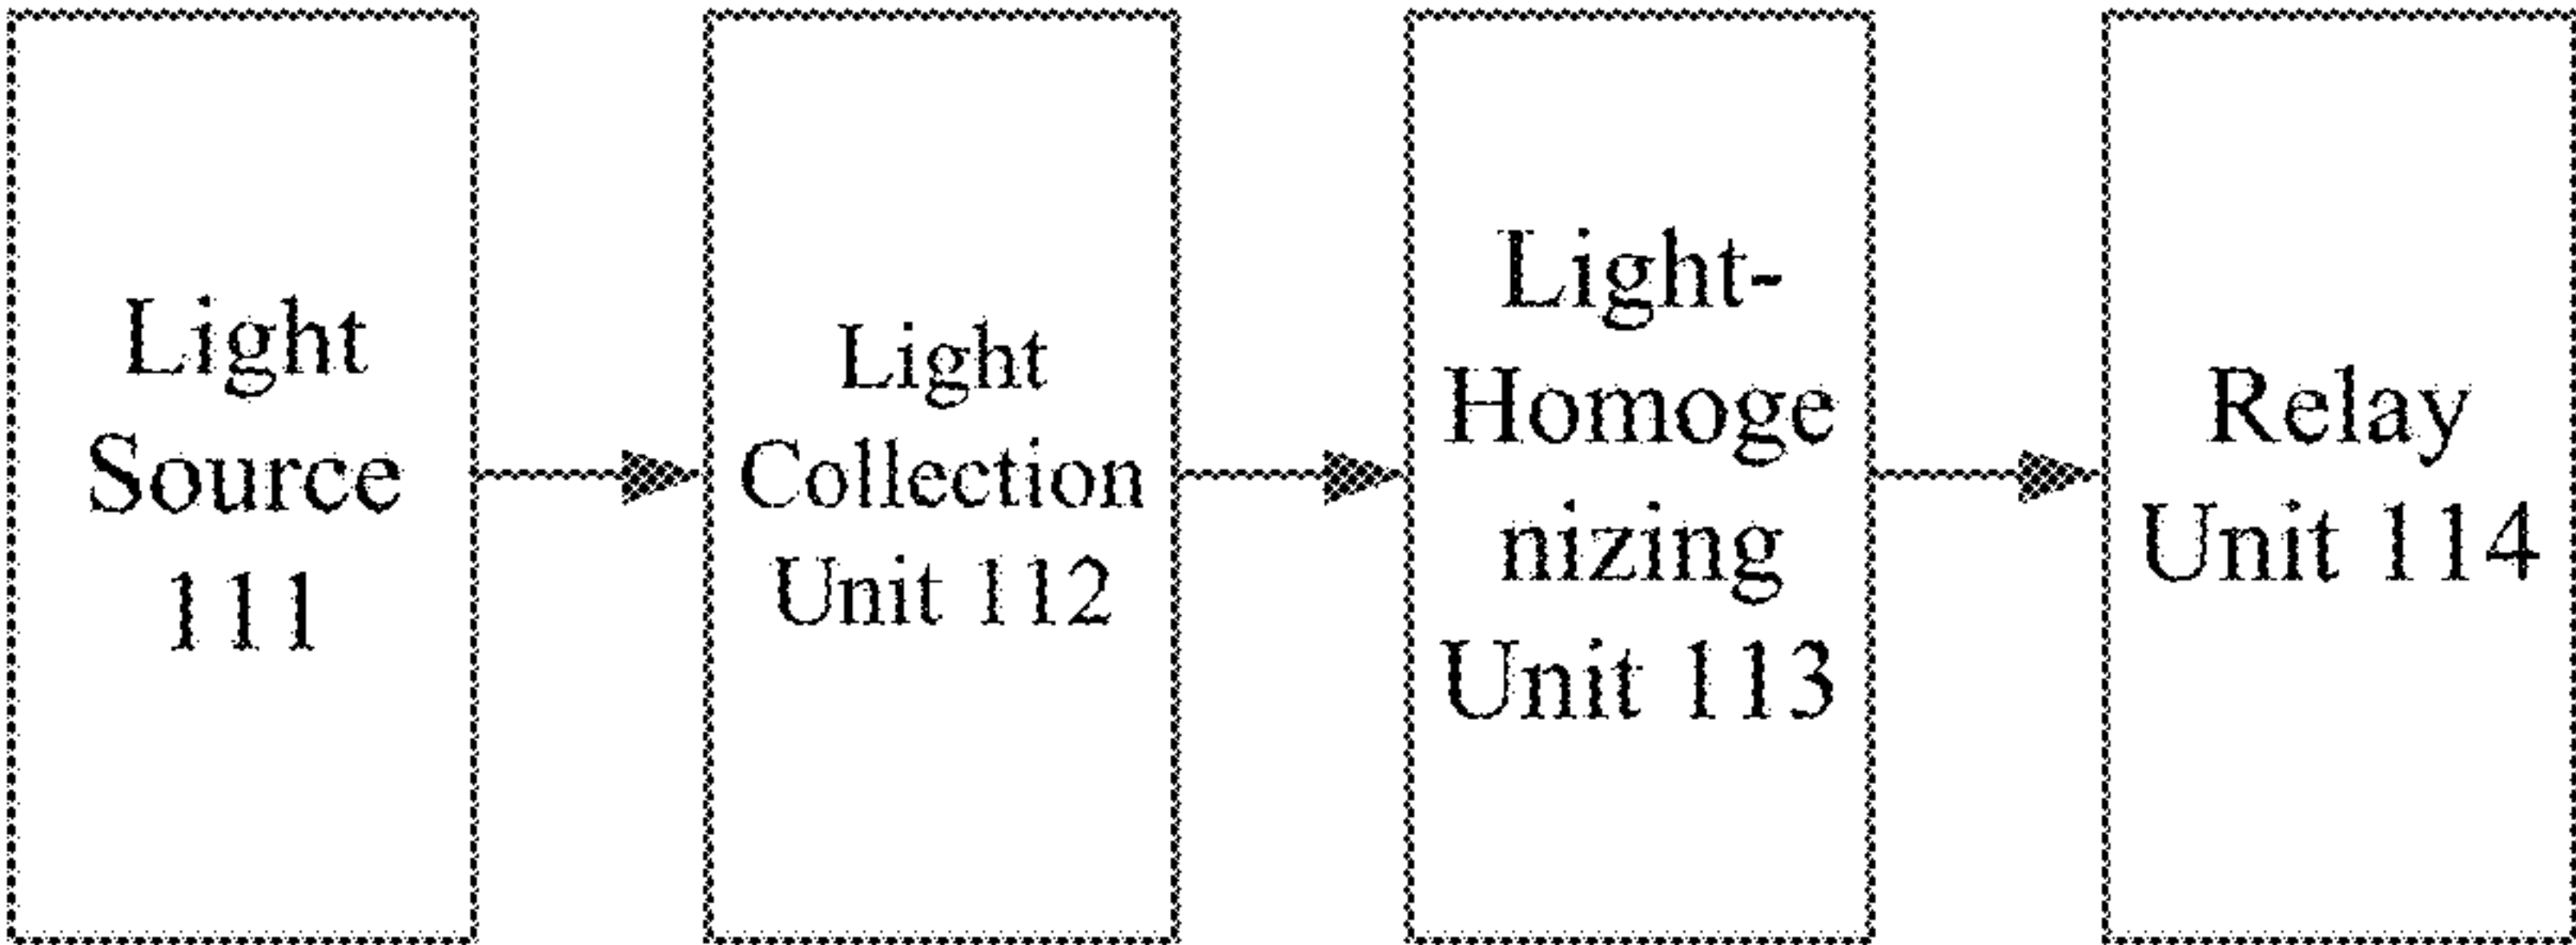 Light
Source
111
Light
Collection
Unit 112
Light-
Homoge
nizing
Unit 113
Relay
Unit 114